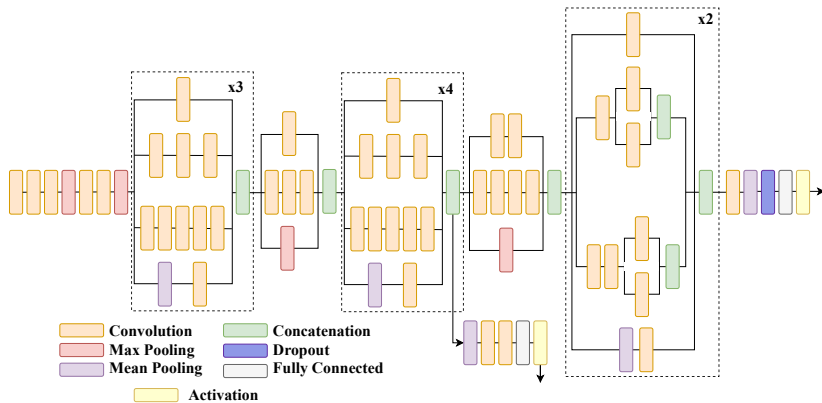 x3
x4
x2
Convolution
Concatenation
Max Pooling
Dropout
Mean Pooling
Fully Connected
Activation